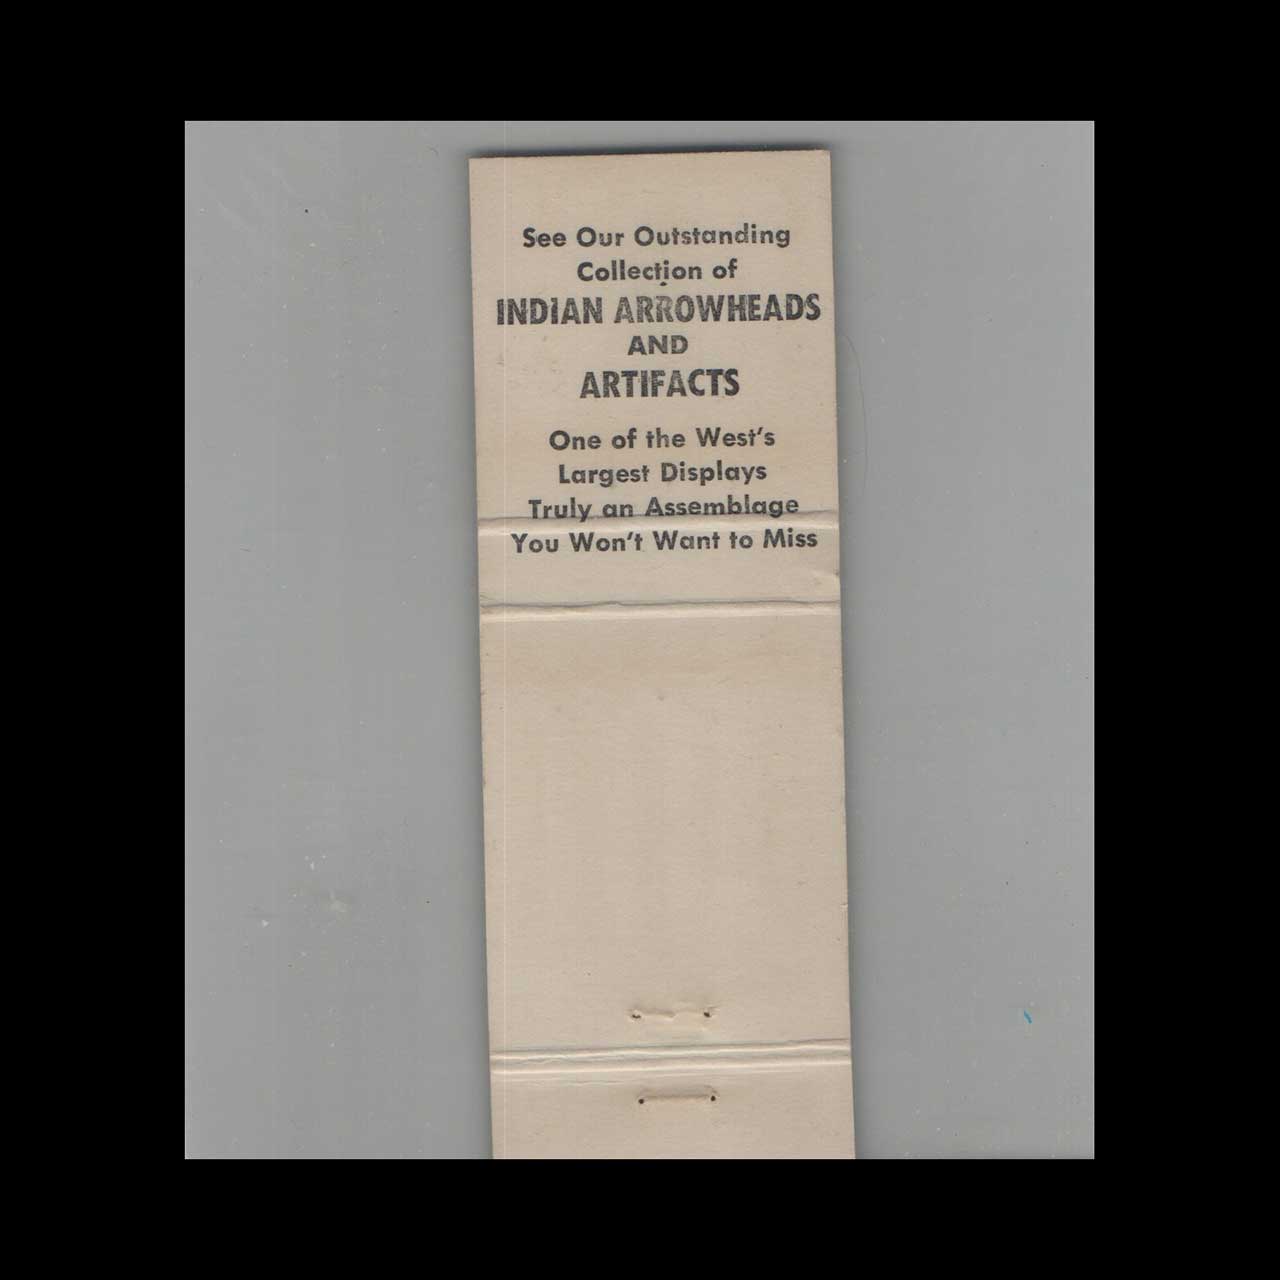 See Our Outstanding
Collection of
INDIAN ARROWHEADS
AND
ARTIFACTS
One of the West's
Largest Displays
Truly an Assemblage
You Won't Want to Miss